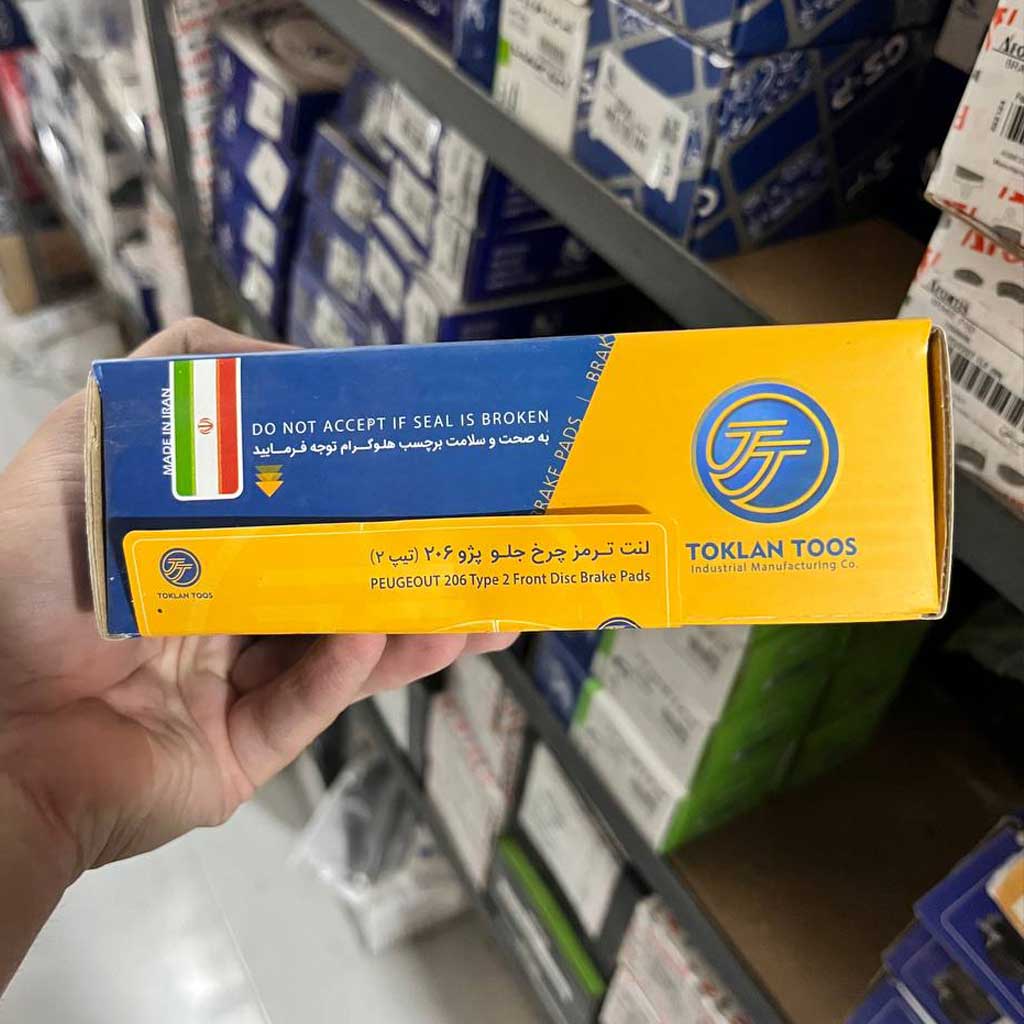 MADE IN IRAN
DO NOT ACCEPT IF SEAL IS BROKEN
به صحت و سلامت برچسب هلوگرام توجه فرمایید
BRAKE PADS / BRAK
TOKLAN TOOS
Industrial Manufacturing Co.
لنت ترمز چرخ جلو پژو ۲۰۶ (تیپ ۲)
PEUGEOUT 206 Type 2 Front Disc Brake Pads
TOKLAN TOOS